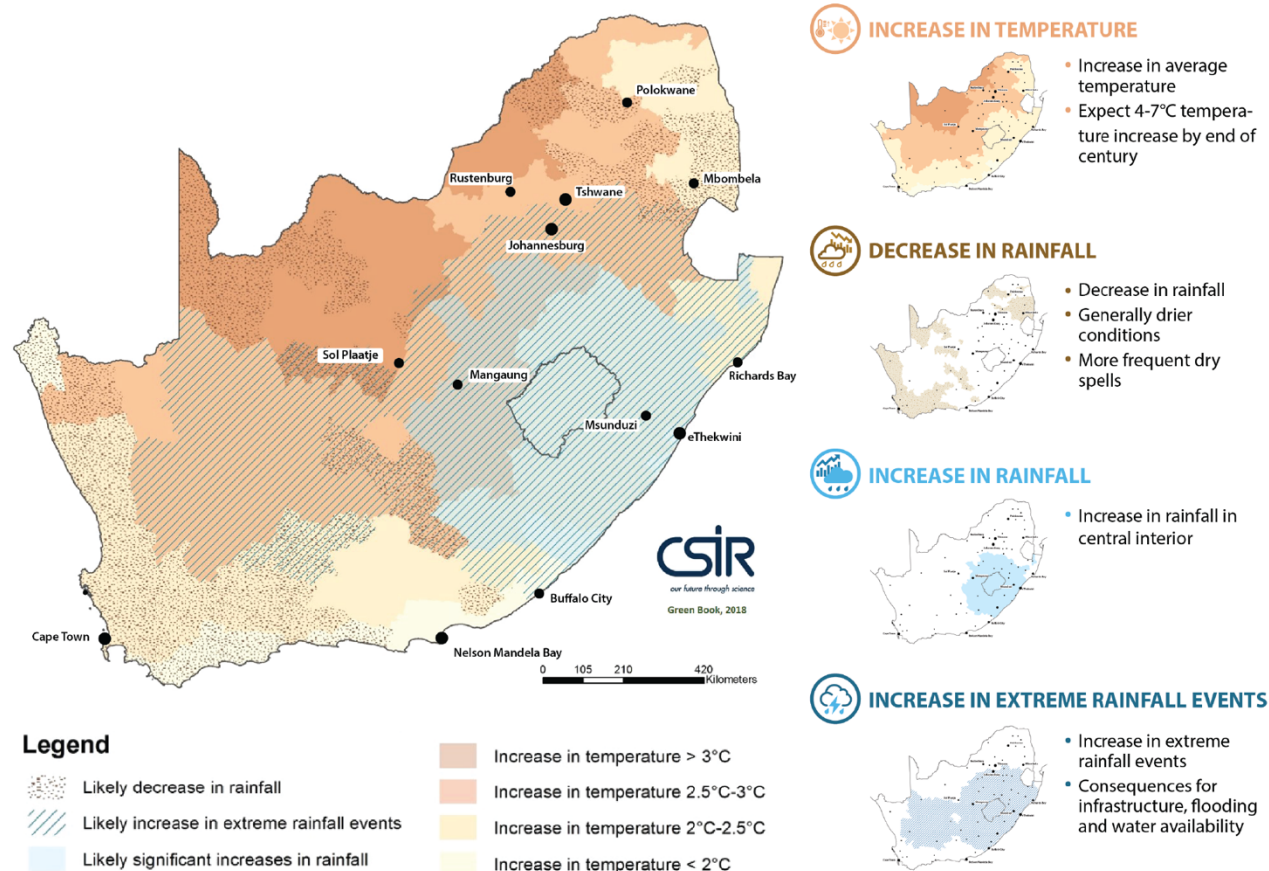 Polokwane
Rustenburg
Tshwane
Mbombela
Johannesburg
Sol Plaatje
Mangaung
Richards Bay
Msunduzi
eThekwini
CSIR
our future through science
Green Book, 2018
Buffalo City
Cape Town
Nelson Mandela Bay
0 105 210 420
Kilometers
Legend
Likely decrease in rainfall
Likely increase in extreme rainfall events
Likely significant increases in rainfall
Increase in temperature > 3°C
Increase in temperature 2.5°C-3°C
Increase in temperature 2°C-2.5°C
Increase in temperature < 2°C
INCREASE IN TEMPERATURE
• Increase in average
temperature
• Expect 4-7°C tempera-
ture increase by end of
century
DECREASE IN RAINFALL
• Decrease in rainfall
• Generally drier
conditions
• More frequent dry
spells
INCREASE IN RAINFALL
• Increase in rainfall in
central interior
INCREASE IN EXTREME RAINFALL EVENTS
• Increase in extreme
rainfall events
• Consequences for
infrastructure, flooding
and water availability